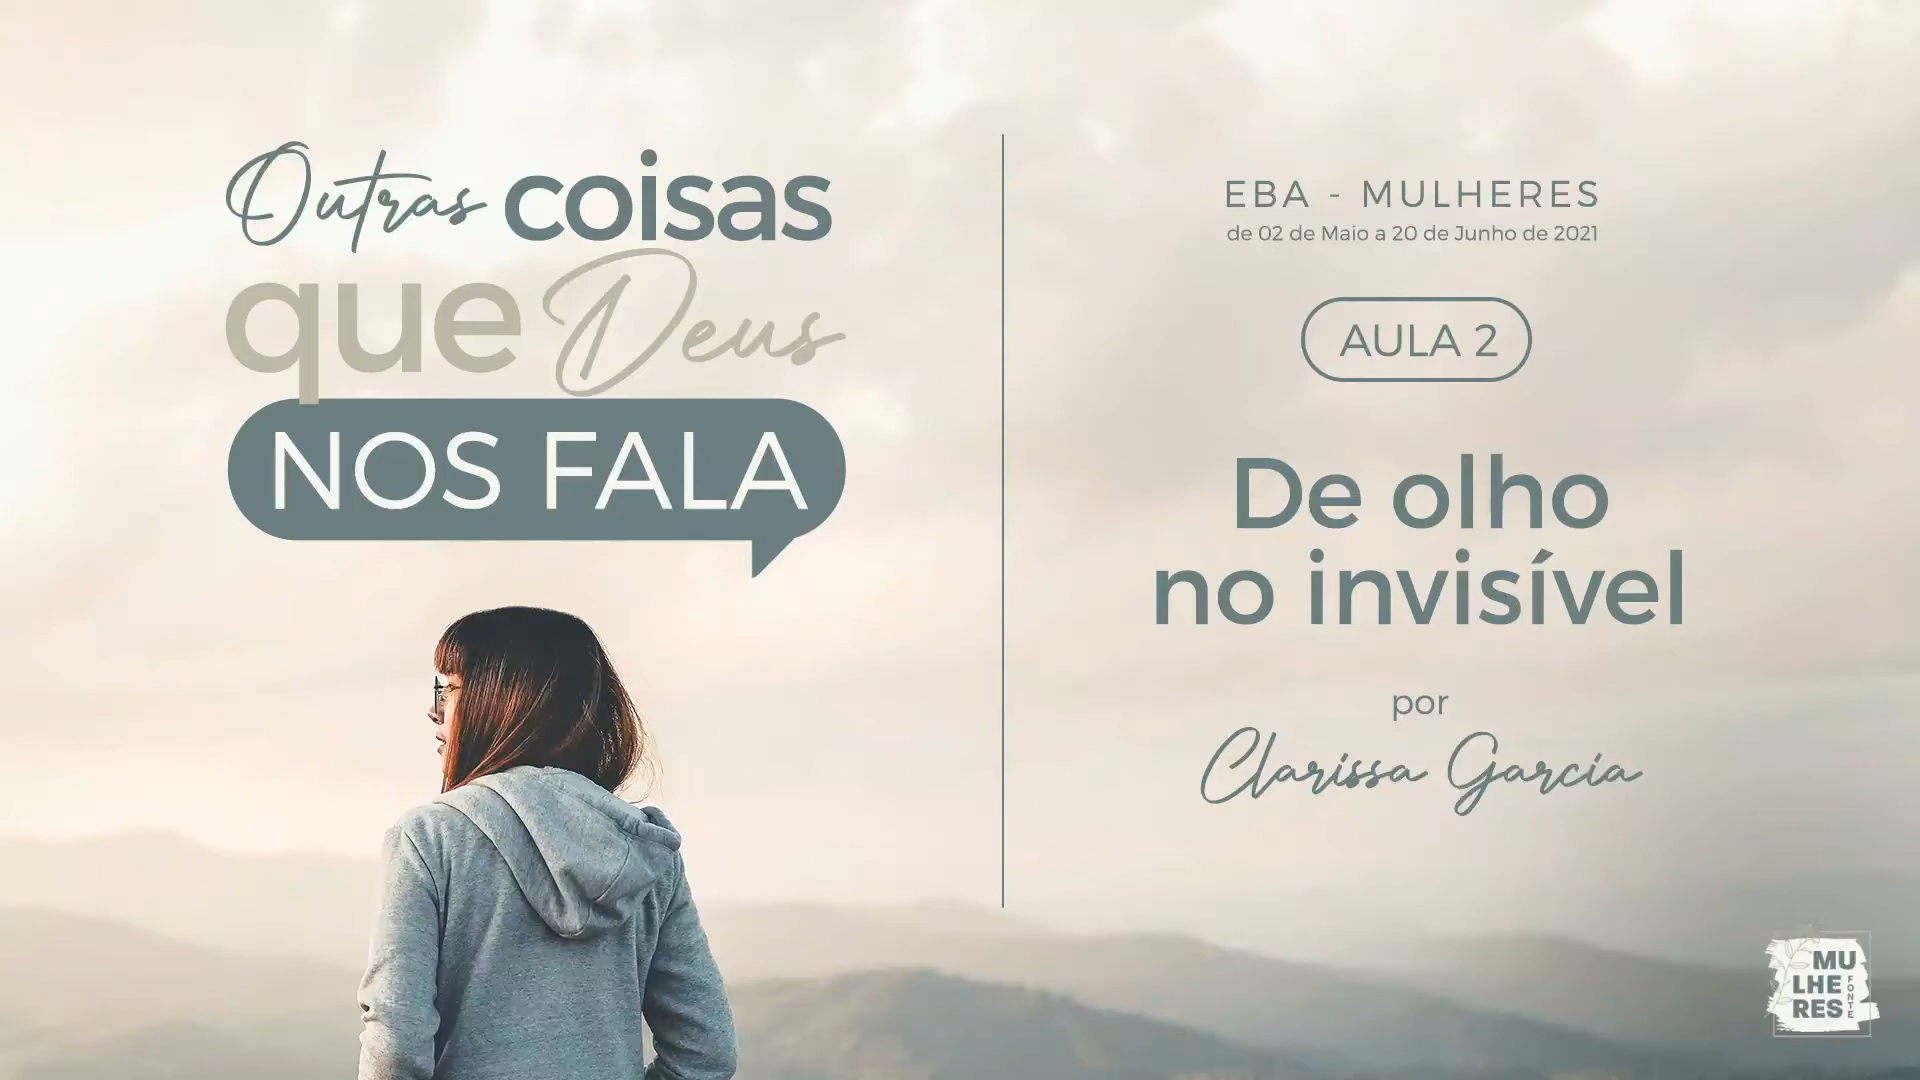 Outras coisas
que Deus
NOS FALA
EBA - MULHERES
de 02 de Maio a 20 de Junho de 2021
AULA 2
De olho
no invisível
por
Clarissa Garcia
MU
LHE
RES
FONTE